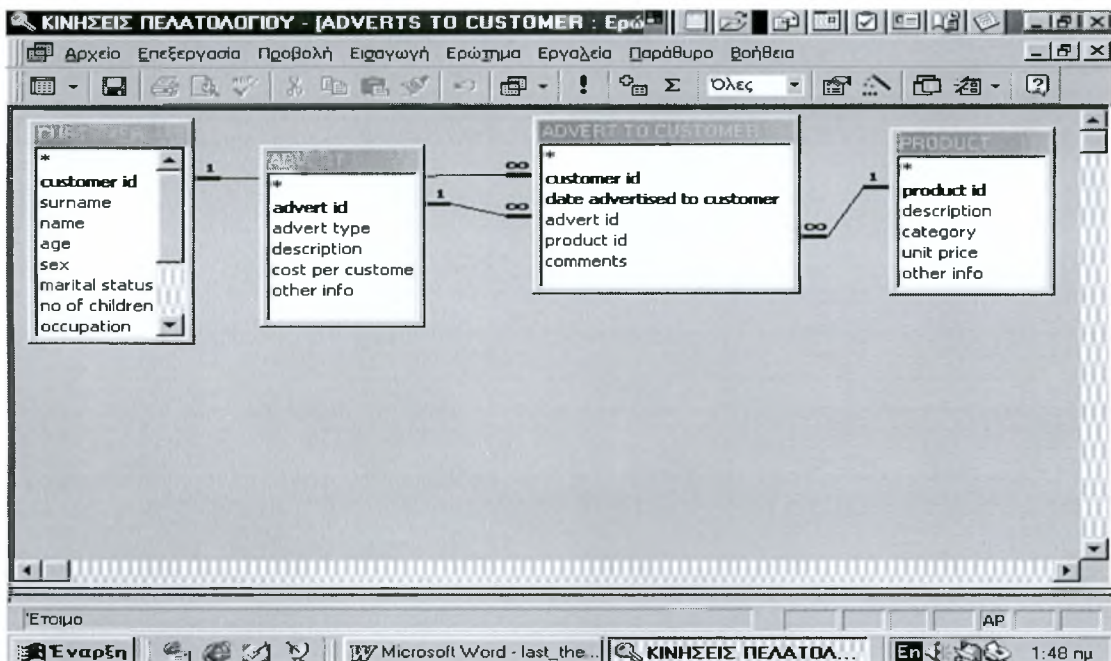 ΚΙΝΗΣΕΙΣ ΠΕΛΑΤΟΛΟΓΙΟΥ - [ADVERTS TO CUSTOMER : Ερώ
Αρχείο Επεξεργασία Προβολή Εισαγωγή Ερώτημα Εργαλεία Παράθυρο Βοήθεια
Όλες
*
customer id
surname
name
age
sex
marital status
no of children
occupation
1
*
advert id
advert type
description
cost per custome
other info
1
∞
∞
ADVERT TO CUSTOMER
*
customer id
date advertised to customer
advert id
product id
comments
∞
1
PRODUCT
*
product id
description
category
unit price
other info
Έτοιμο
AP
Έναρξη
Microsoft Word - last_the...
ΚΙΝΗΣΕΙΣ ΠΕΛΑΤΟΛ...
En
1:48 πμ